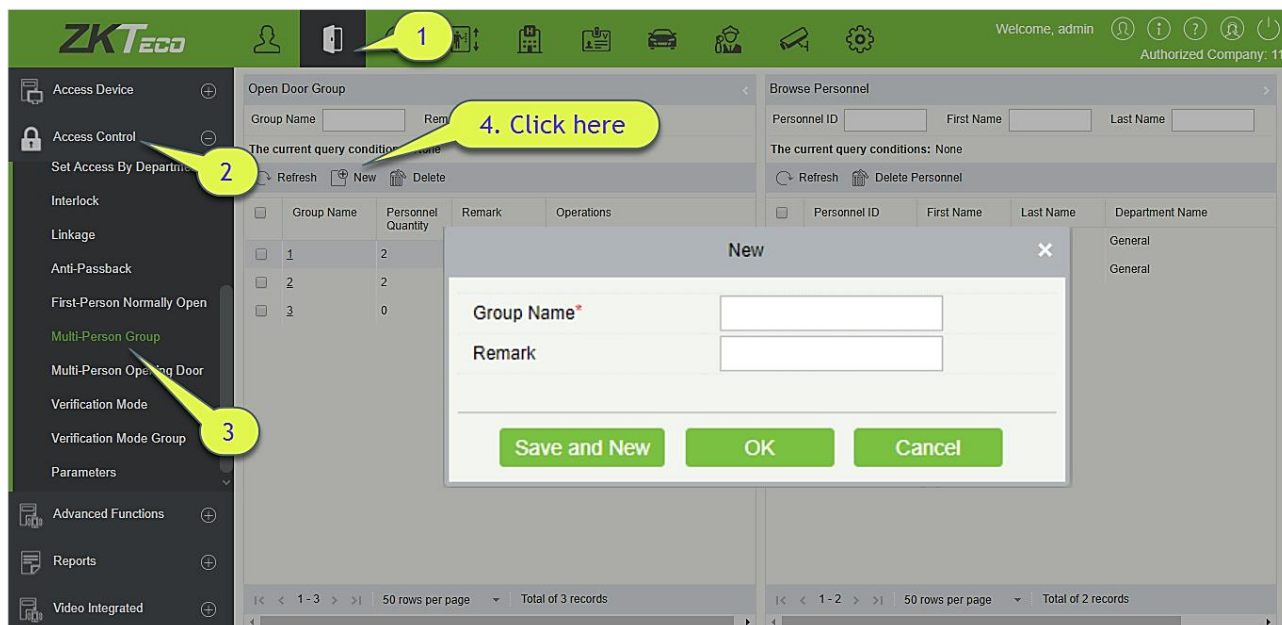 ZKTECO
1
Welcome, admin
Authorized Company: 11
Access Device
Access Control
2
Set Access By Departme
Interlock
Linkage
Anti-Passback
First-Person Normally Open
Multi-Person Group
Multi-Person Opening Door
Verification Mode
Verification Mode Group
3
Parameters
Advanced Functions
Reports
Video Integrated
Open Door Group
Group Name Rem
4. Click here
The current query conditions: None
Refresh New Delete
Group Name Personnel Quantity Remark Operations
1 2
2 2
3 0
1 - 3 50 rows per page Total of 3 records
Browse Personnel
Personnel ID First Name Last Name
The current query conditions: None
Refresh Delete Personnel
Personnel ID First Name Last Name Department Name
General
General
1 - 2 50 rows per page Total of 2 records
New
Group Name*
Remark
Save and New OK Cancel